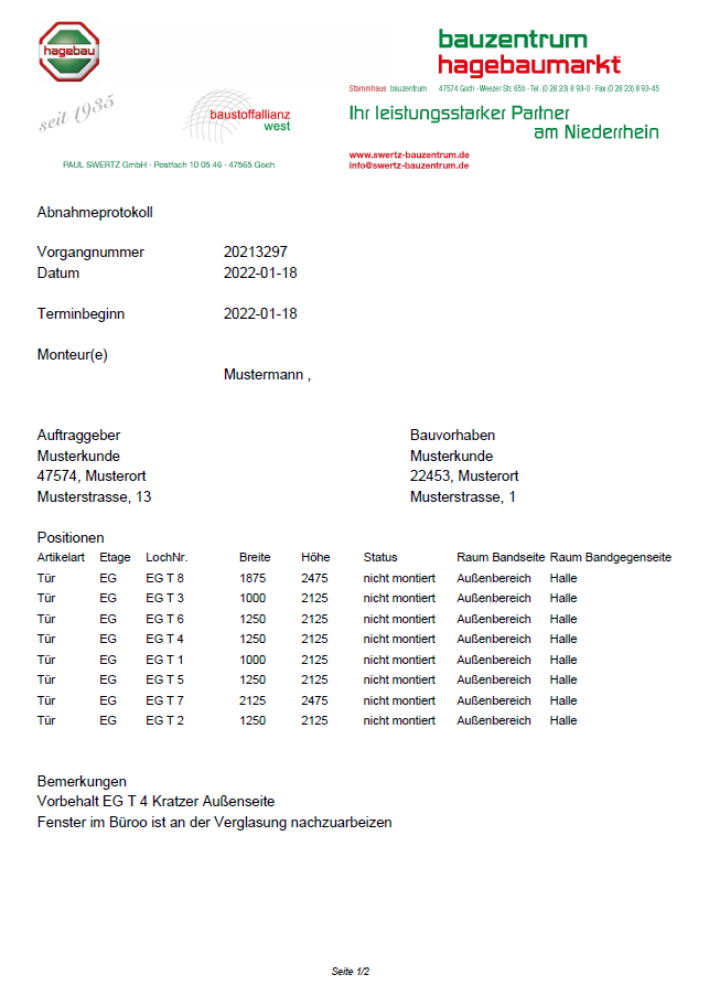 hagebau
seit 1935
baustoffallianz
west
PAUL SWERTZ GmbH · Postfach 10 05 46 · 47565 Goch
bauzentrum
hagebaumarkt
Stammhaus bauzentrum 47574 Goch · Weezer Str. 65b · Tel. (0 28 23) 8 93-0 · Fax (0 28 23) 8 93-45
Ihr leistungsstarker Partner
am Niederrhein
www.swertz-bauzentrum.de
info@swertz-bauzentrum.de
Abnahmeprotokoll
Vorgangnummer 20213297
Datum 2022-01-18
Terminbeginn 2022-01-18
Monteur(e)
Mustermann ,
Auftraggeber Bauvorhaben
Musterkunde Musterkunde
47574, Musterort 22453, Musterort
Musterstrasse, 13 Musterstrasse, 1
Positionen
Artikelart Etage LochNr. Breite Höhe Status Raum Bandseite Raum Bandgegenseite
Tür EG EG T 8 1875 2475 nicht montiert Außenbereich Halle
Tür EG EG T 3 1000 2125 nicht montiert Außenbereich Halle
Tür EG EG T 6 1250 2125 nicht montiert Außenbereich Halle
Tür EG EG T 4 1250 2125 nicht montiert Außenbereich Halle
Tür EG EG T 1 1000 2125 nicht montiert Außenbereich Halle
Tür EG EG T 5 1250 2125 nicht montiert Außenbereich Halle
Tür EG EG T 7 2125 2475 nicht montiert Außenbereich Halle
Tür EG EG T 2 1250 2125 nicht montiert Außenbereich Halle
Bemerkungen
Vorbehalt EG T 4 Kratzer Außenseite
Fenster im Büroo ist an der Verglasung nachzuarbeizen
Seite 1/2